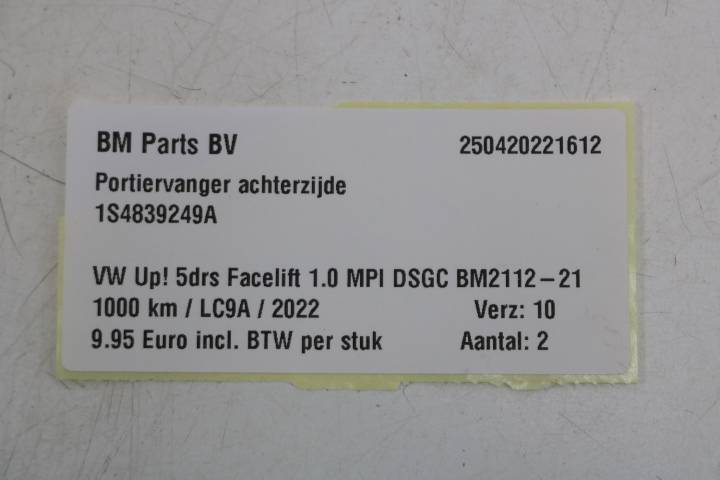 BM Parts BV 250420221612
Portiervanger achterzijde
1S4839249A
VW Up! 5drs Facelift 1.0 MPI DSGC BM2112-21
1000 km / LC9A / 2022 Verz: 10
9.95 Euro incl. BTW per stuk Aantal: 2